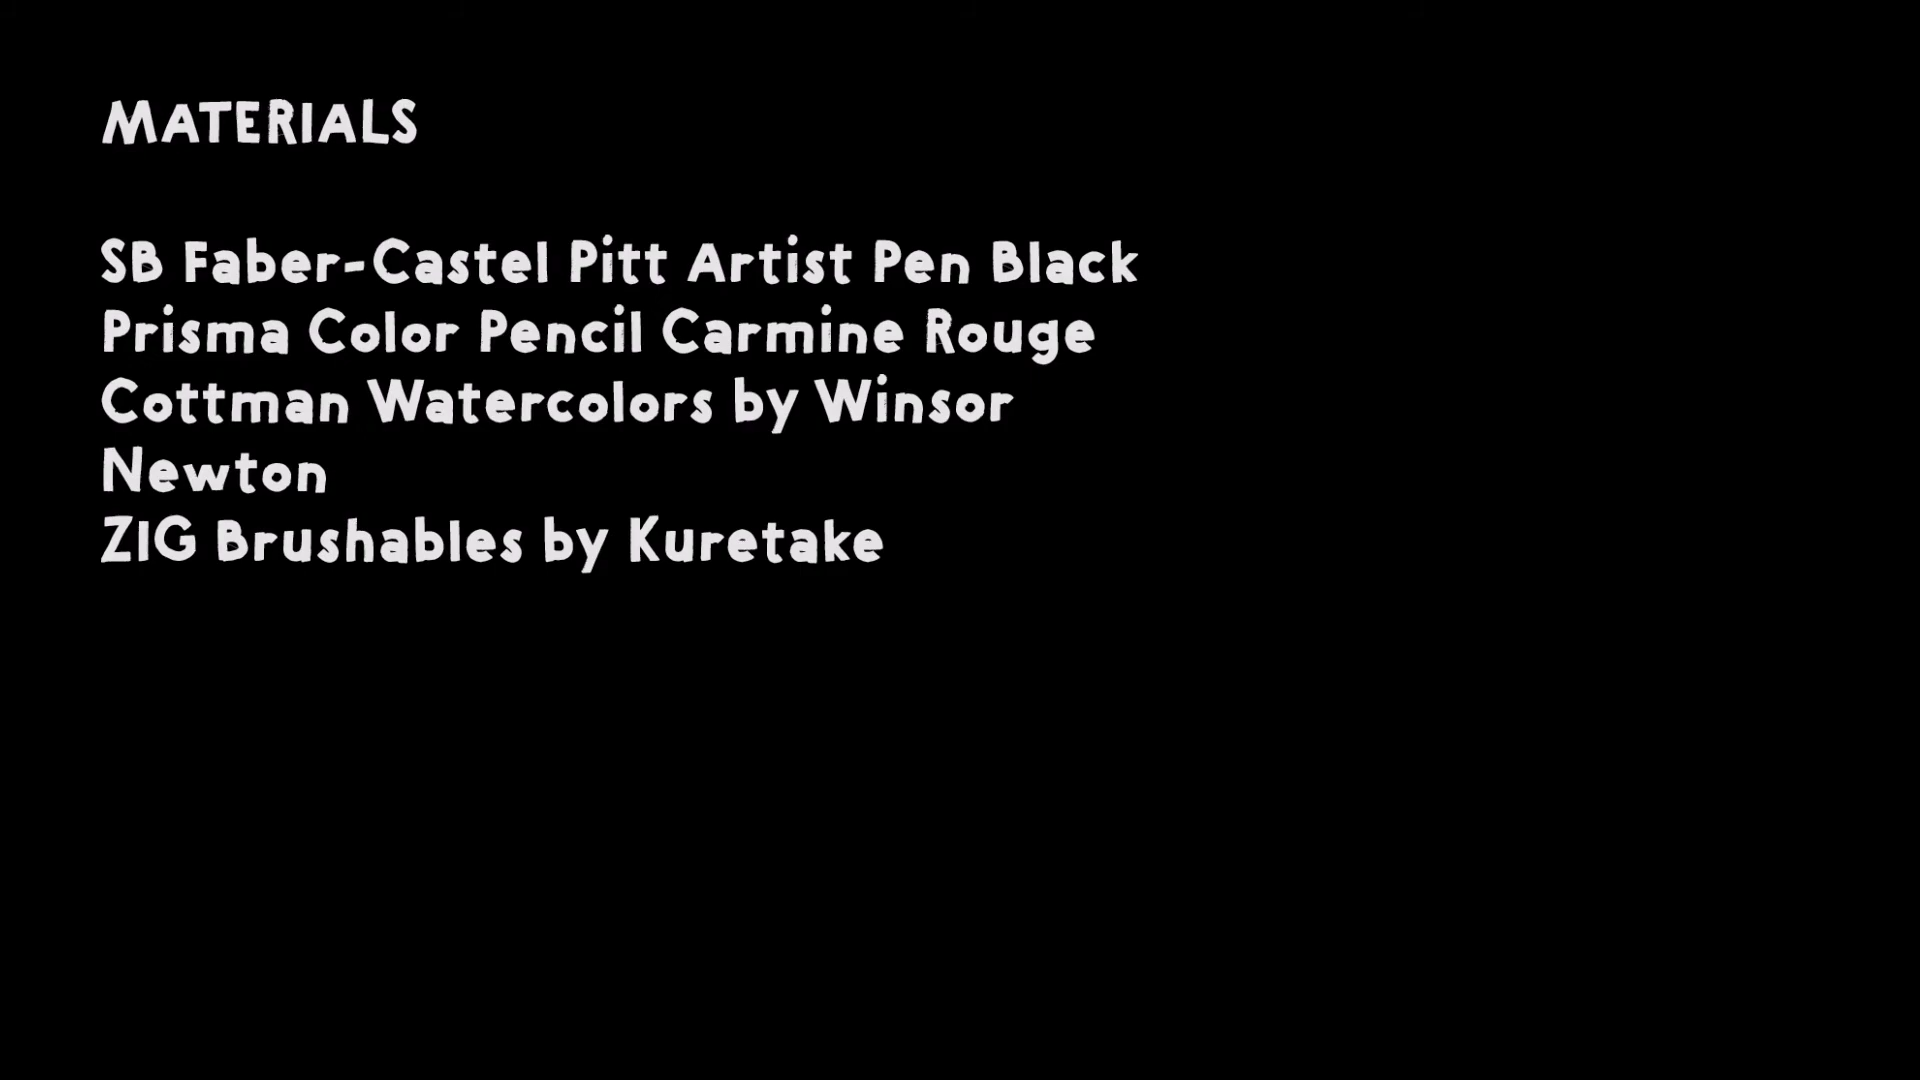 MATERIALS
SB Faber-Castel Pitt Artist Pen Black
Prisma Color Pencil Carmine Rouge
Cottman Watercolors by Winsor
Newton
ZIG Brushables by Kuretake